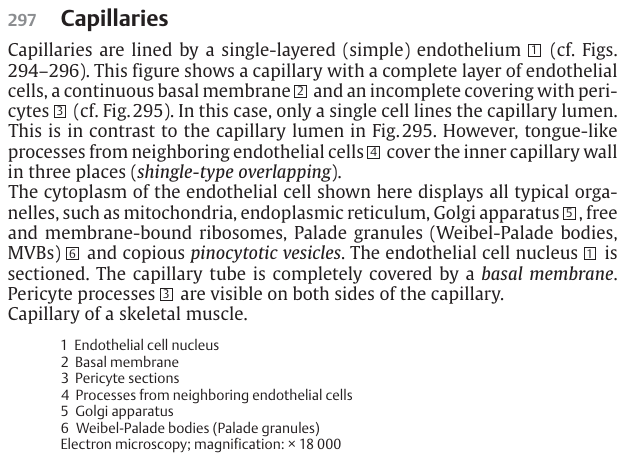 297 Capillaries
Capillaries are lined by a single-layered (simple) endothelium 1 (cf. Figs.
294–296). This figure shows a capillary with a complete layer of endothelial
cells, a continuous basal membrane 2 and an incomplete covering with peri-
cytes 3 (cf. Fig. 295). In this case, only a single cell lines the capillary lumen.
This is in contrast to the capillary lumen in Fig. 295. However, tongue-like
processes from neighboring endothelial cells 4 cover the inner capillary wall
in three places (shingle-type overlapping).
The cytoplasm of the endothelial cell shown here displays all typical orga-
nelles, such as mitochondria, endoplasmic reticulum, Golgi apparatus 5, free
and membrane-bound ribosomes, Palade granules (Weibel-Palade bodies,
MVBs) 6 and copious pinocytotic vesicles. The endothelial cell nucleus 1 is
sectioned. The capillary tube is completely covered by a basal membrane.
Pericyte processes 3 are visible on both sides of the capillary.
Capillary of a skeletal muscle.
1 Endothelial cell nucleus
2 Basal membrane
3 Pericyte sections
4 Processes from neighboring endothelial cells
5 Golgi apparatus
6 Weibel-Palade bodies (Palade granules)
Electron microscopy; magnification: × 18 000